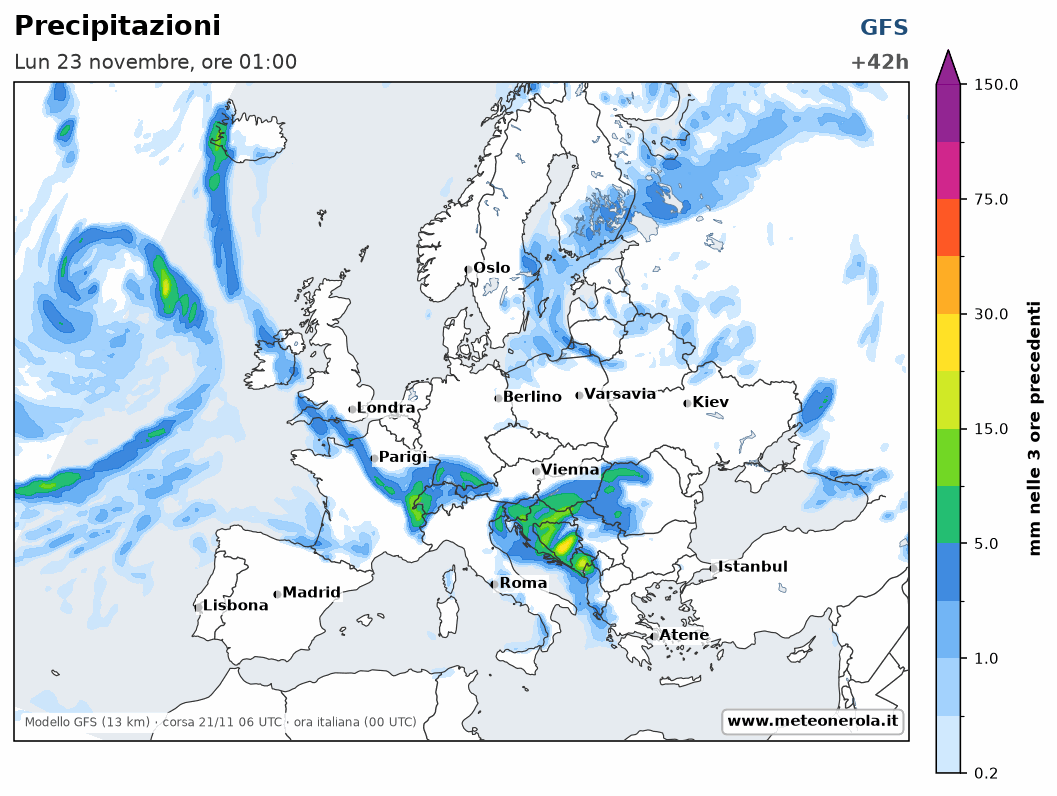 Precipitazioni
GFS
Lun 23 novembre, ore 01:00
+42h
150.0
75.0
30.0
15.0
5.0
1.0
0.2
mm nelle 3 ore precedenti
Oslo
Berlino
Varsavia
Kiev
Londra
Parigi
Vienna
Istanbul
Roma
Madrid
Lisbona
Atene
Modello GFS (13 km) · corsa 21/11 06 UTC · ora italiana (00 UTC)
www.meteonerola.it